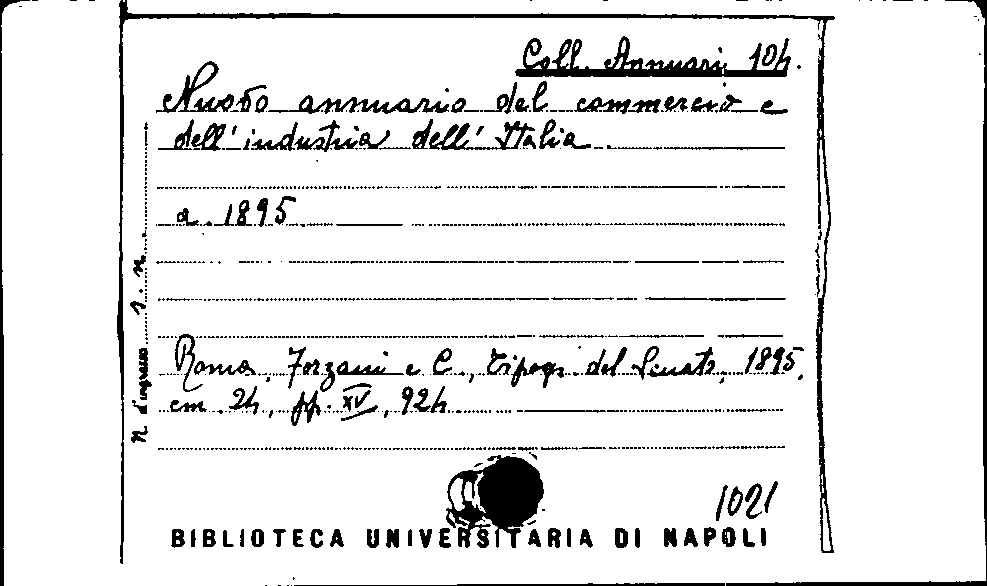 Coll. Annuari 104.
Nuovo annuario del commercio e
dell'industria dell'Italia.
a. 1895
N. d'ingresso s. n.
Roma, Forzani e C., Tipogr. del Senato, 1895,
cm. 24, pp. XV, 924
1021
BIBLIOTECA UNIVERSITARIA DI NAPOLI